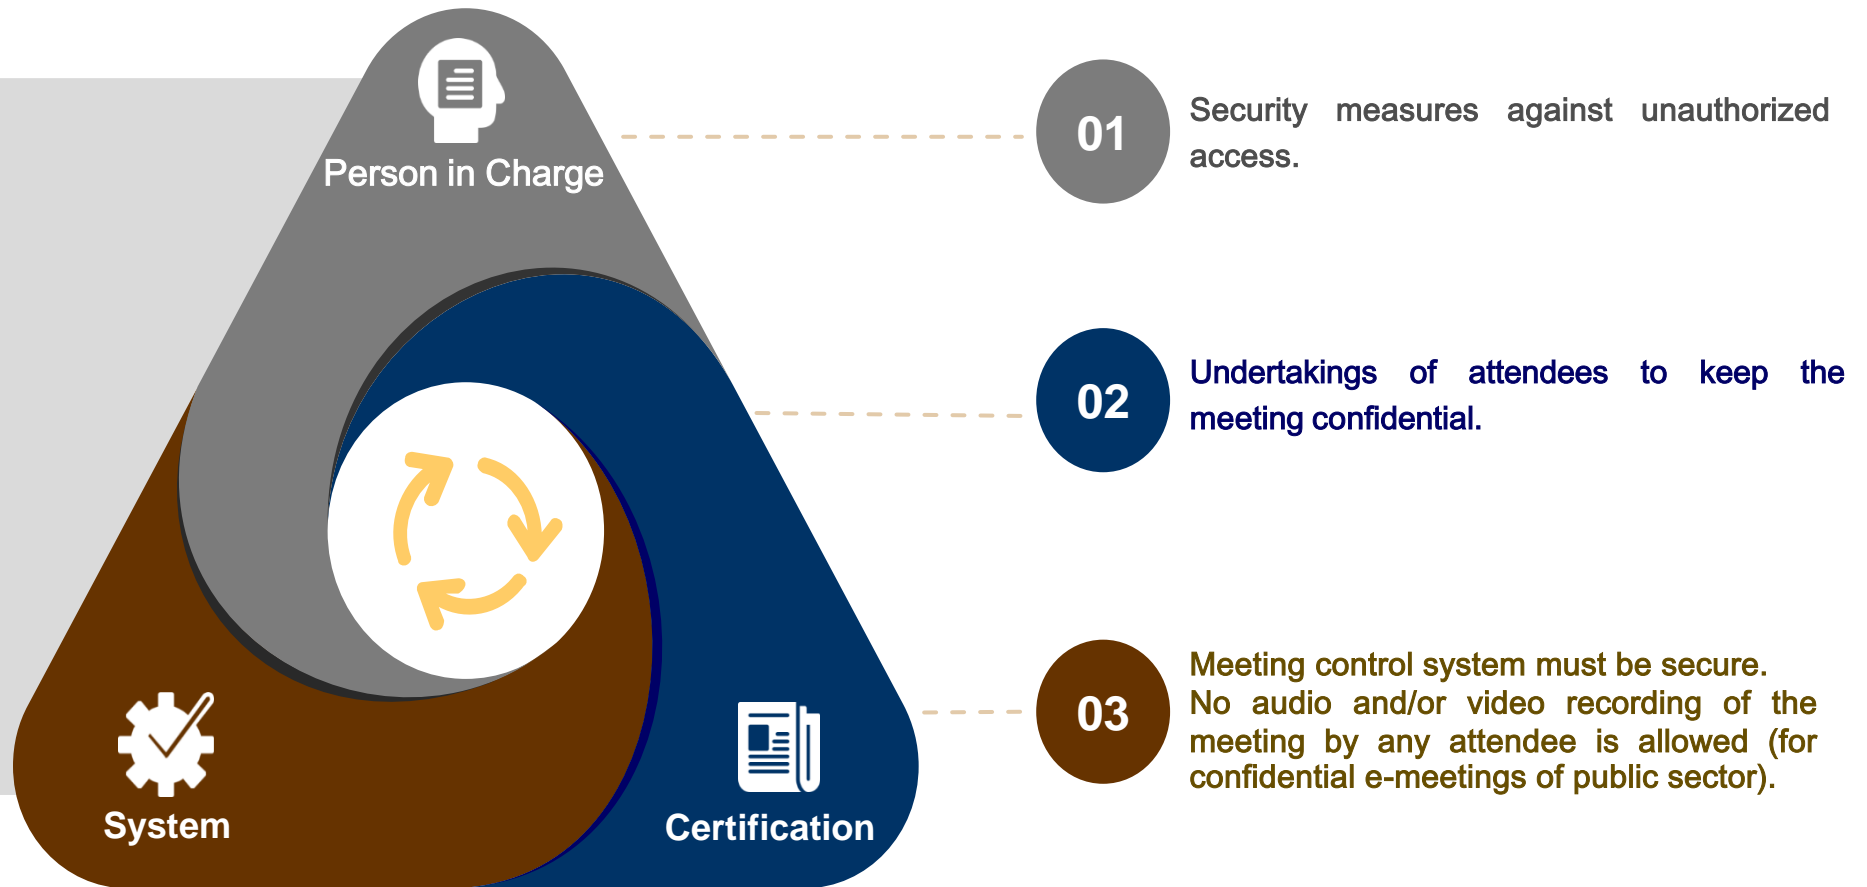 Person in Charge
01
Security measures against unauthorized
access.
02
Undertakings of attendees to keep the
meeting confidential.
03
Meeting control system must be secure.
No audio and/or video recording of the
meeting by any attendee is allowed (for
confidential e-meetings of public sector).
System
Certification